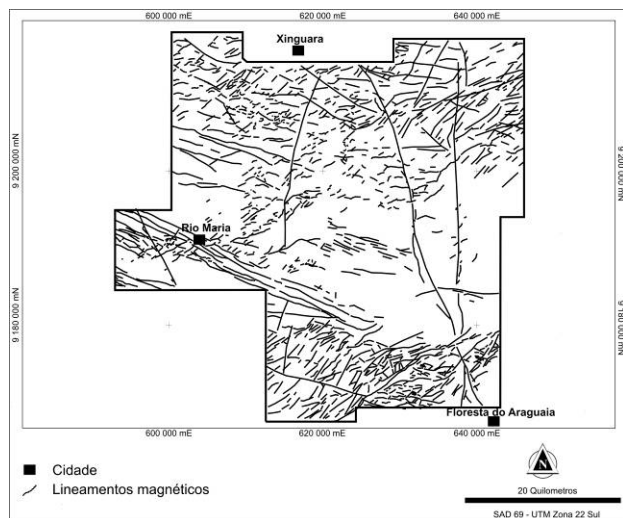 600 000 mE 620 000 mE 640 000 mE
Xinguara
9 200 000 mN 9 200 000 mN
Rio Maria
9 180 000 mN 9 180 000 mN
Floresta do Araguaia
600 000 mE 620 000 mE 640 000 mE
Cidade
Lineamentos magnéticos
N
20 Quilometros
SAD 69 - UTM Zona 22 Sul